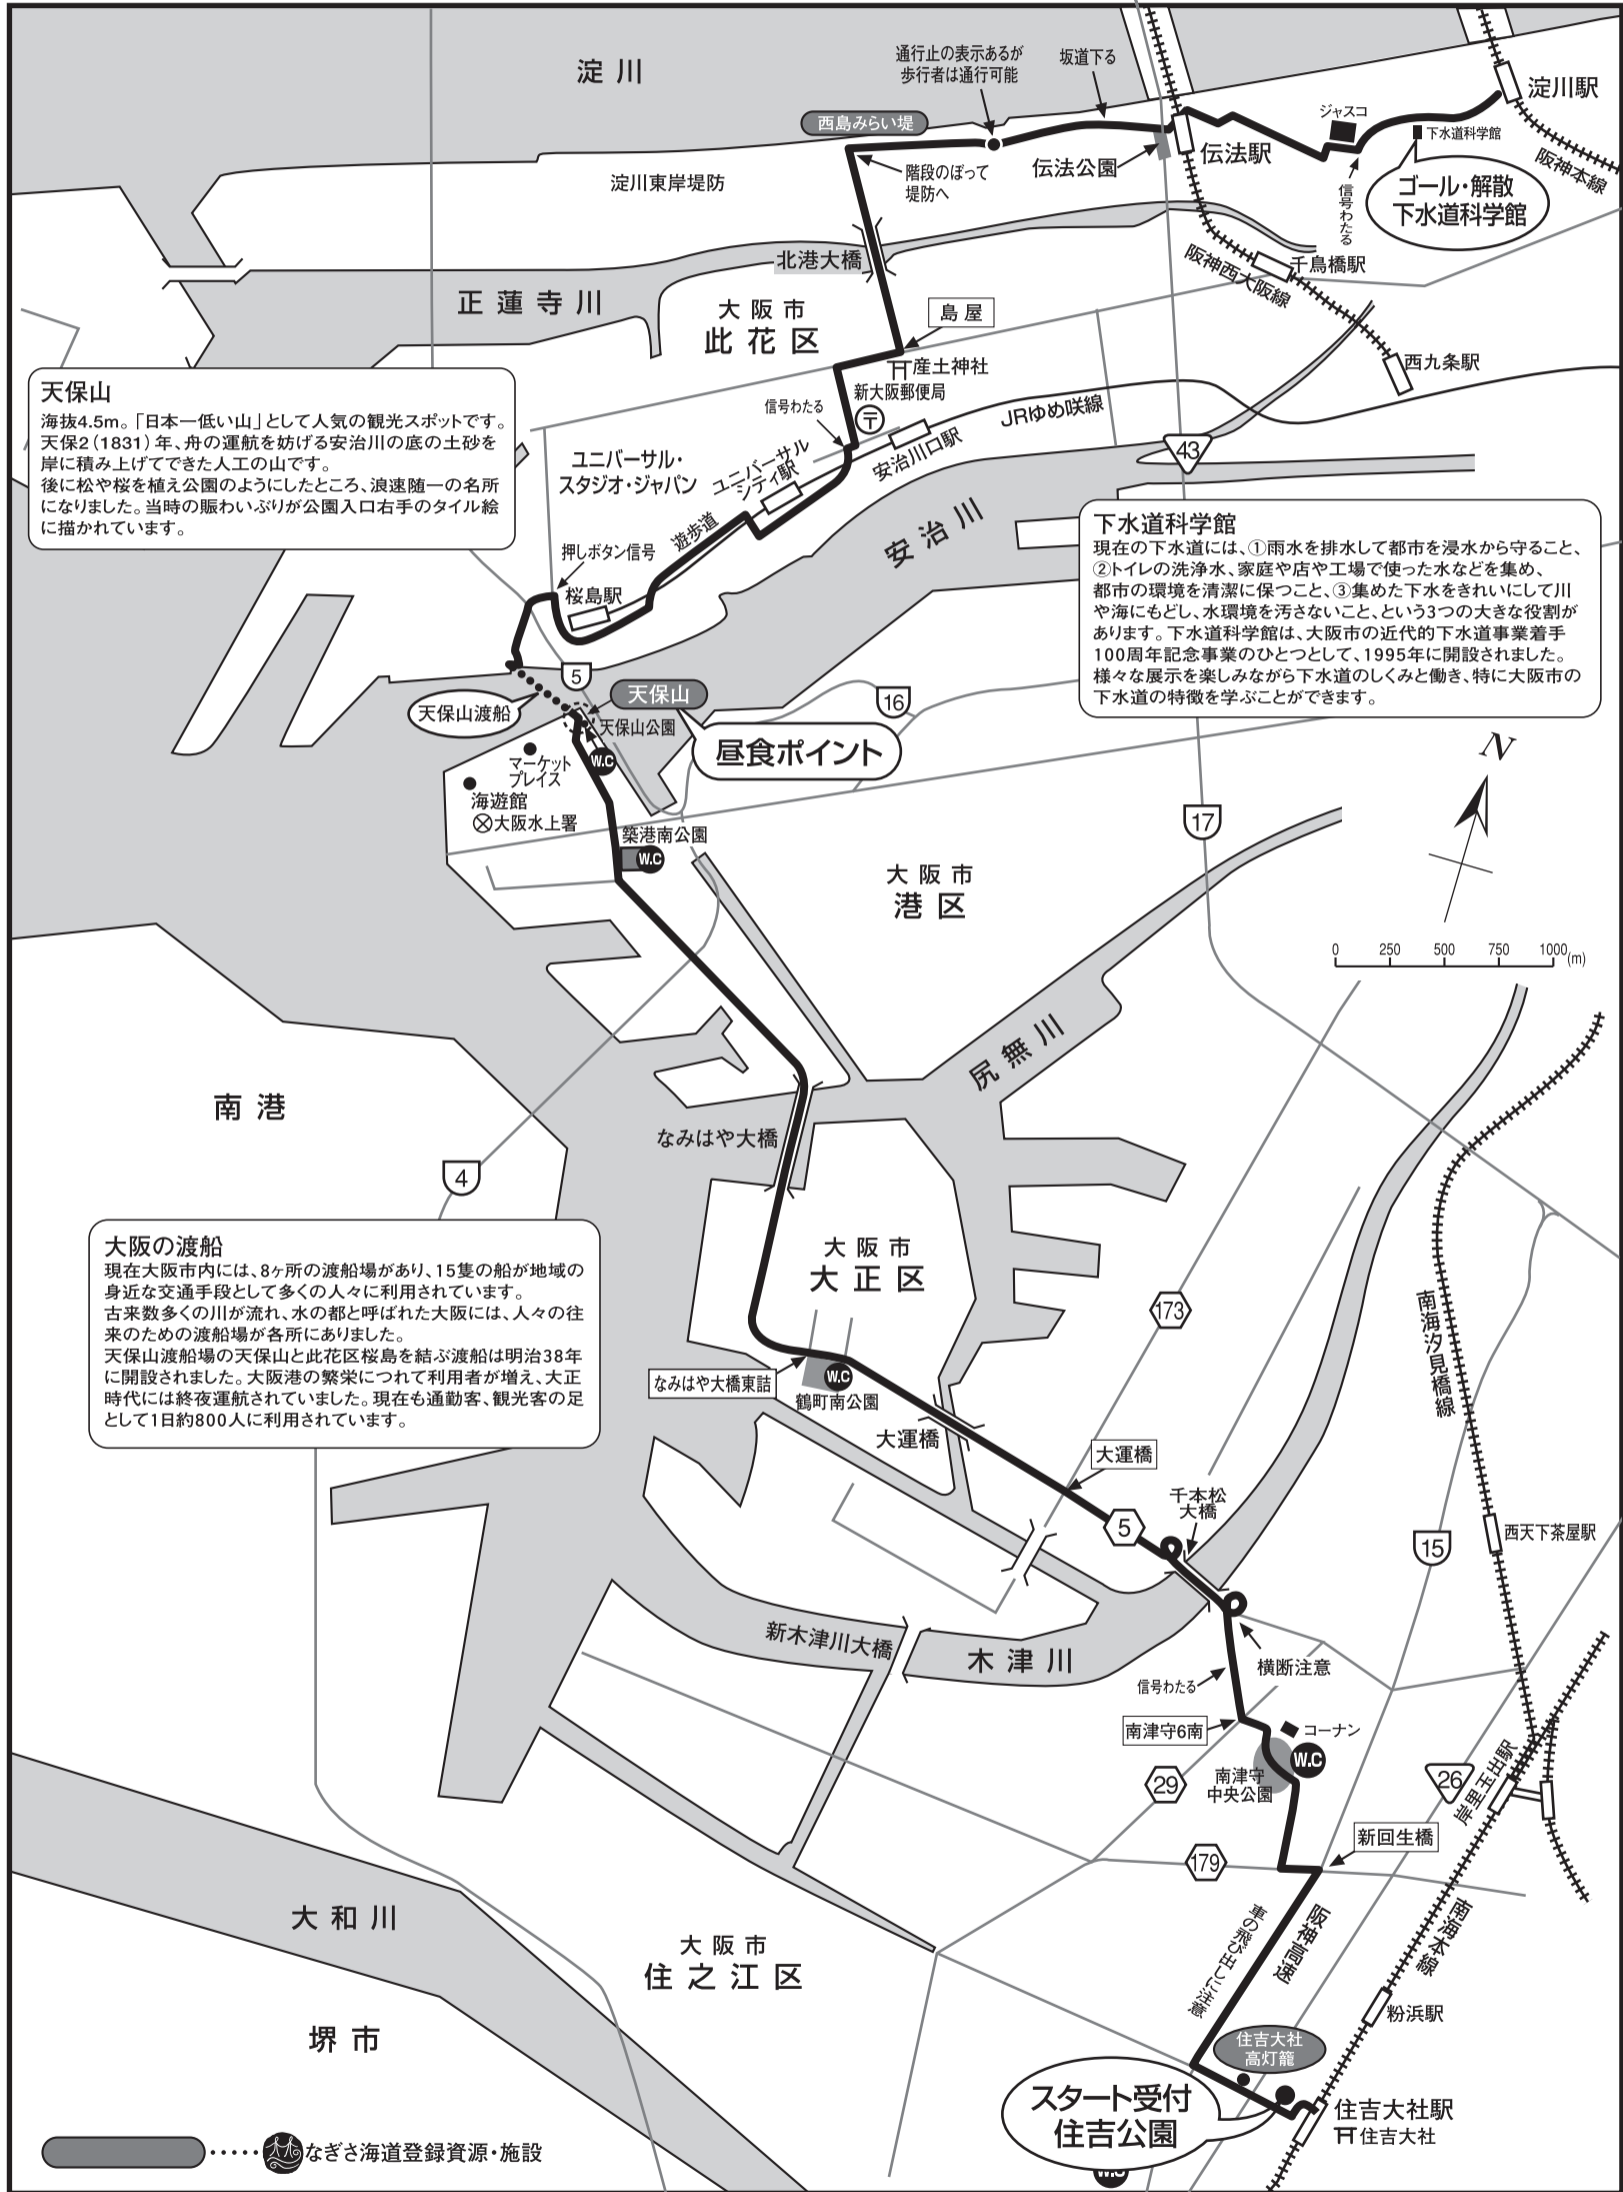 淀川
通行止の表示あるが
歩行者は通行可能
坂道下る
淀川駅
ジャスコ
下水道科学館
阪神本線
西島みらい堤
伝法駅
伝法公園
階段のぼって
堤防へ
淀川東岸堤防
信号わたる
ゴール・解散
下水道科学館
北港大橋
千鳥橋駅
阪神西大阪線
正蓮寺川
大阪市
此花区
島屋
産土神社
西九条駅
新大阪郵便局
〒
信号わたる
JRゆめ咲線
安治川口駅
43
ユニバーサル・
スタジオ・ジャパン
ユニバーサル
シティ駅
天保山
海抜4.5m。「日本一低い山」として人気の観光スポットです。
天保2(1831)年、舟の運航を妨げる安治川の底の土砂を
岸に積み上げてできた人工の山です。
後に松や桜を植え公園のようにしたところ、浪速随一の名所
になりました。当時の賑わいぶりが公園入口右手のタイル絵
に描かれています。
遊歩道
安治川
押しボタン信号
桜島駅
下水道科学館
現在の下水道には、①雨水を排水して都市を浸水から守ること、
②トイレの洗浄水、家庭や店や工場で使った水などを集め、
都市の環境を清潔に保つこと、③集めた下水をきれいにして川
や海にもどし、水環境を汚さないこと、という3つの大きな役割が
あります。下水道科学館は、大阪市の近代的下水道事業着手
100周年記念事業のひとつとして、1995年に開設されました。
様々な展示を楽しみながら下水道のしくみと働き、特に大阪市の
下水道の特徴を学ぶことができます。
5
天保山
16
天保山渡船
天保山公園
昼食ポイント
W.C
マーケット
プレイス
海遊館
大阪水上署
築港南公園
W.C
17
N
大阪市
港区
0 250 500 750 1000(m)
尻無川
南港
なみはや大橋
4
大阪の渡船
現在大阪市内には、8ヶ所の渡船場があり、15隻の船が地域の
身近な交通手段として多くの人々に利用されています。
古来数多くの川が流れ、水の都と呼ばれた大阪には、人々の往
来のための渡船場が各所にありました。
天保山渡船場の天保山と此花区桜島を結ぶ渡船は明治38年
に開設されました。大阪港の繁栄につれて利用者が増え、大正
時代には終夜運航されていました。現在も通勤客、観光客の足
として1日約800人に利用されています。
大阪市
大正区
173
南海汐見橋線
なみはや大橋東詰
W.C
鶴町南公園
大運橋
大運橋
千本松
大橋
5
15
西天下茶屋駅
新木津川大橋
木津川
横断注意
信号わたる
南津守6南
コーナン
W.C
南津守
中央公園
29
26
岸里玉出駅
新回生橋
179
大和川
阪神高速
車の飛び出しに注意
南海本線
大阪市
住之江区
粉浜駅
堺市
住吉大社
高灯籠
スタート受付
住吉公園
住吉大社駅
住吉大社
W.C
なぎさ海道登録資源・施設